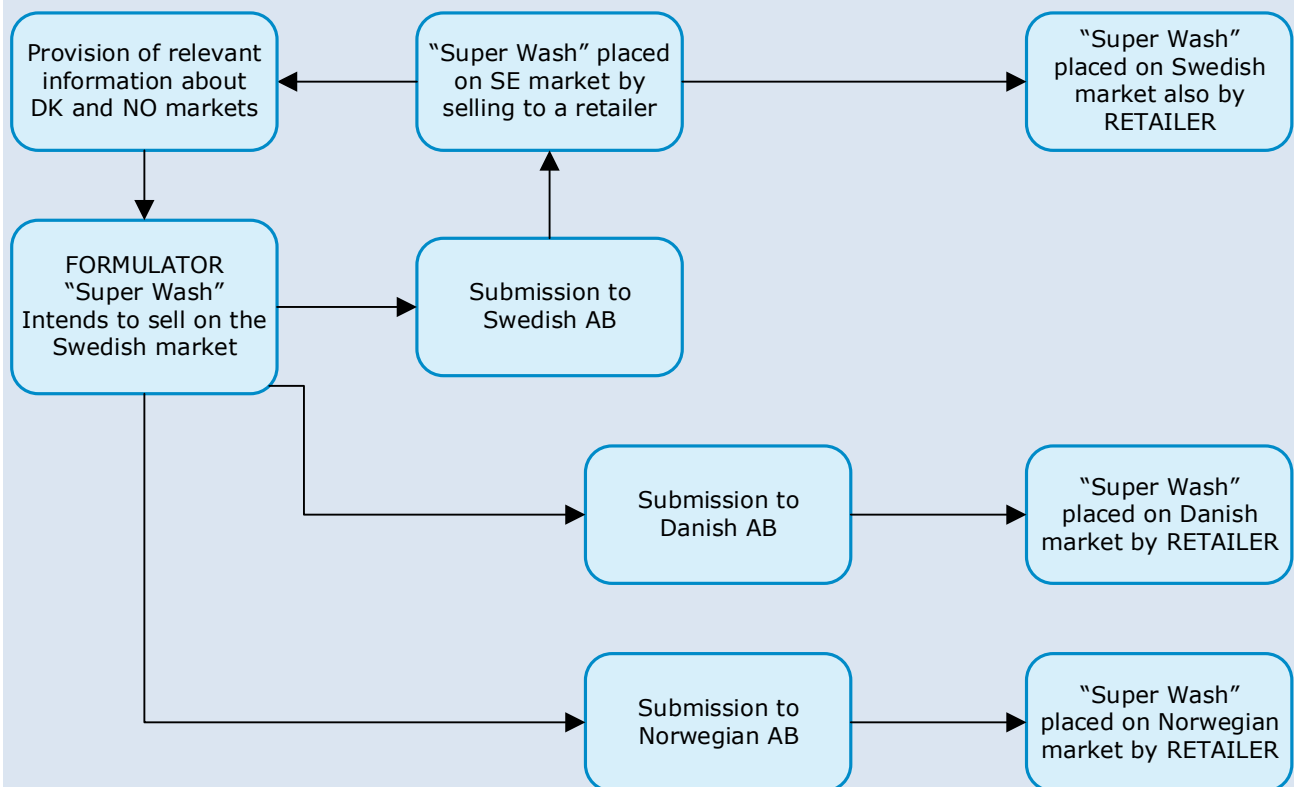 Provision of relevant
information about
DK and NO markets
“Super Wash” placed
on SE market by
selling to a retailer
“Super Wash”
placed on Swedish
market also by
RETAILER
FORMULATOR
“Super Wash”
Intends to sell on the
Swedish market
Submission to
Swedish AB
Submission to
Danish AB
“Super Wash”
placed on Danish
market by RETAILER
Submission to
Norwegian AB
“Super Wash”
placed on Norwegian
market by RETAILER